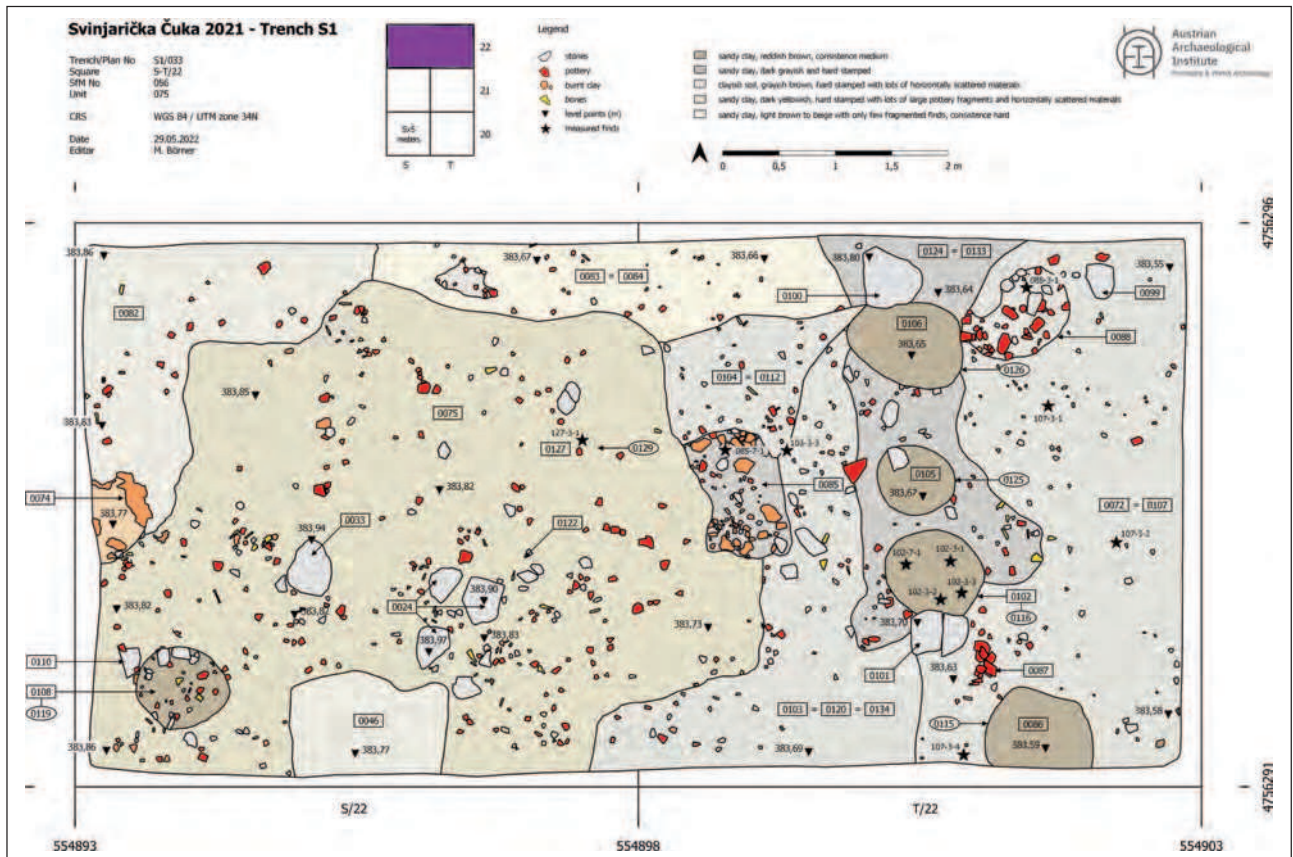 Svinjarička Čuka 2021 - Trench S1
Trench/Plan No S1/033
Square S-T/22
SfM No 056
Unit 075
CRS WGS 84 / UTM zone 34N
Date 29.05.2022
Editor M. Börner
22
21
20
5x5 meters
S T
Legend
stones
pottery
burnt clay
bones
level points (m)
measured finds
sandy clay, reddish brown, consistence medium
sandy clay, dark grayish and hard stamped
clayish soil, grayish brown, hard stamped with lots of horizontally scattered materials
sandy clay, dark yellowish, hard stamped with lots of large pottery fragments and horizontally scattered materials
sandy clay, light brown to beige with only few fragmented finds, consistence hard
0 0,5 1 1,5 2 m
Austrian
Archaeological
Institute
4756296
383,86
383,67
383,66
383,80
0124 = 0133
383,55
0083 = 0084
383,64
0100
0099
0082
0106
383,65
0088
0126
383,85
0104 = 0112
0075
107-3-1
383,83
127-3-1
0127
0129
085-7-1
103-3-3
0105
0125
0085
383,67
0074
383,82
0072 = 0107
383,77
383,94
0033
0122
107-3-2
102-7-1
102-3-1
102-3-3
383,90
0024
102-3-2
0102
383,82
383,87
0116
383,73
383,70
383,83
383,97
0110
0101
383,63
0087
0108
0119
0046
0103 = 0120 = 0134
0115
0086
383,58
383,86
383,77
383,69
107-3-4
383,59
4756291
S/22
T/22
554893
554898
554903